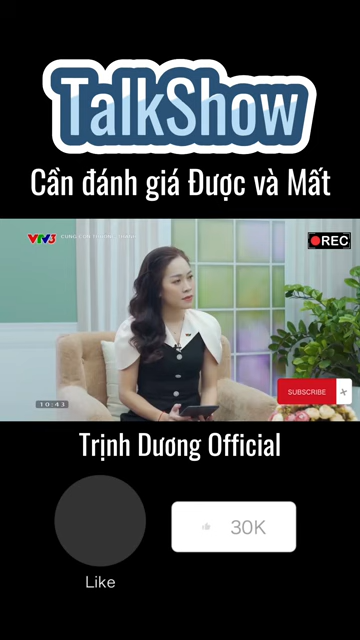 TalkShow
Cần đánh giá Được và Mất
VTV3
REC
SUBSCRIBE
10:43
Trịnh Dương Official
30K
Like